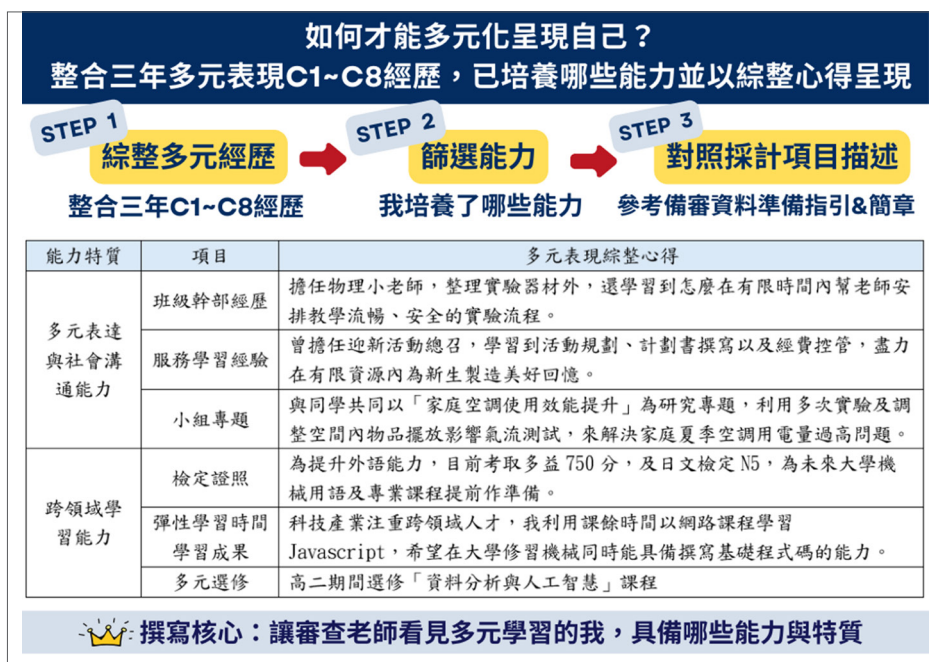 如何才能多元化呈現自己？
整合三年多元表現C1~C8經歷，已培養哪些能力並以綜整心得呈現
STEP 1
綜整多元經歷
整合三年C1~C8經歷
STEP 2
篩選能力
我培養了哪些能力
STEP 3
對照採計項目描述
參考備審資料準備指引&簡章
能力特質
項目
多元表現綜整心得
多元表達
與社會溝
通能力
班級幹部經歷
擔任物理小老師，整理實驗器材外，還學習到怎麼在有限時間內幫老師安
排教學流暢、安全的實驗流程。
服務學習經驗
曾擔任迎新活動總召，學習到活動規劃、計劃書撰寫以及經費控管，盡力
在有限資源內為新生製造美好回憶。
小組專題
與同學共同以「家庭空調使用效能提升」為研究專題，利用多次實驗及調
整空間內物品擺放影響氣流測試，來解決家庭夏季空調用電量過高問題。
跨領域學
習能力
檢定證照
為提升外語能力，目前考取多益 750 分，及日文檢定 N5，為未來大學機
械用語及專業課程提前作準備。
彈性學習時間
學習成果
科技產業注重跨領域人才，我利用課餘時間以網路課程學習
Javascript，希望在大學修習機械同時能具備撰寫基礎程式碼的能力。
多元選修
高二期間選修「資料分析與人工智慧」課程
撰寫核心：讓審查老師看見多元學習的我，具備哪些能力與特質